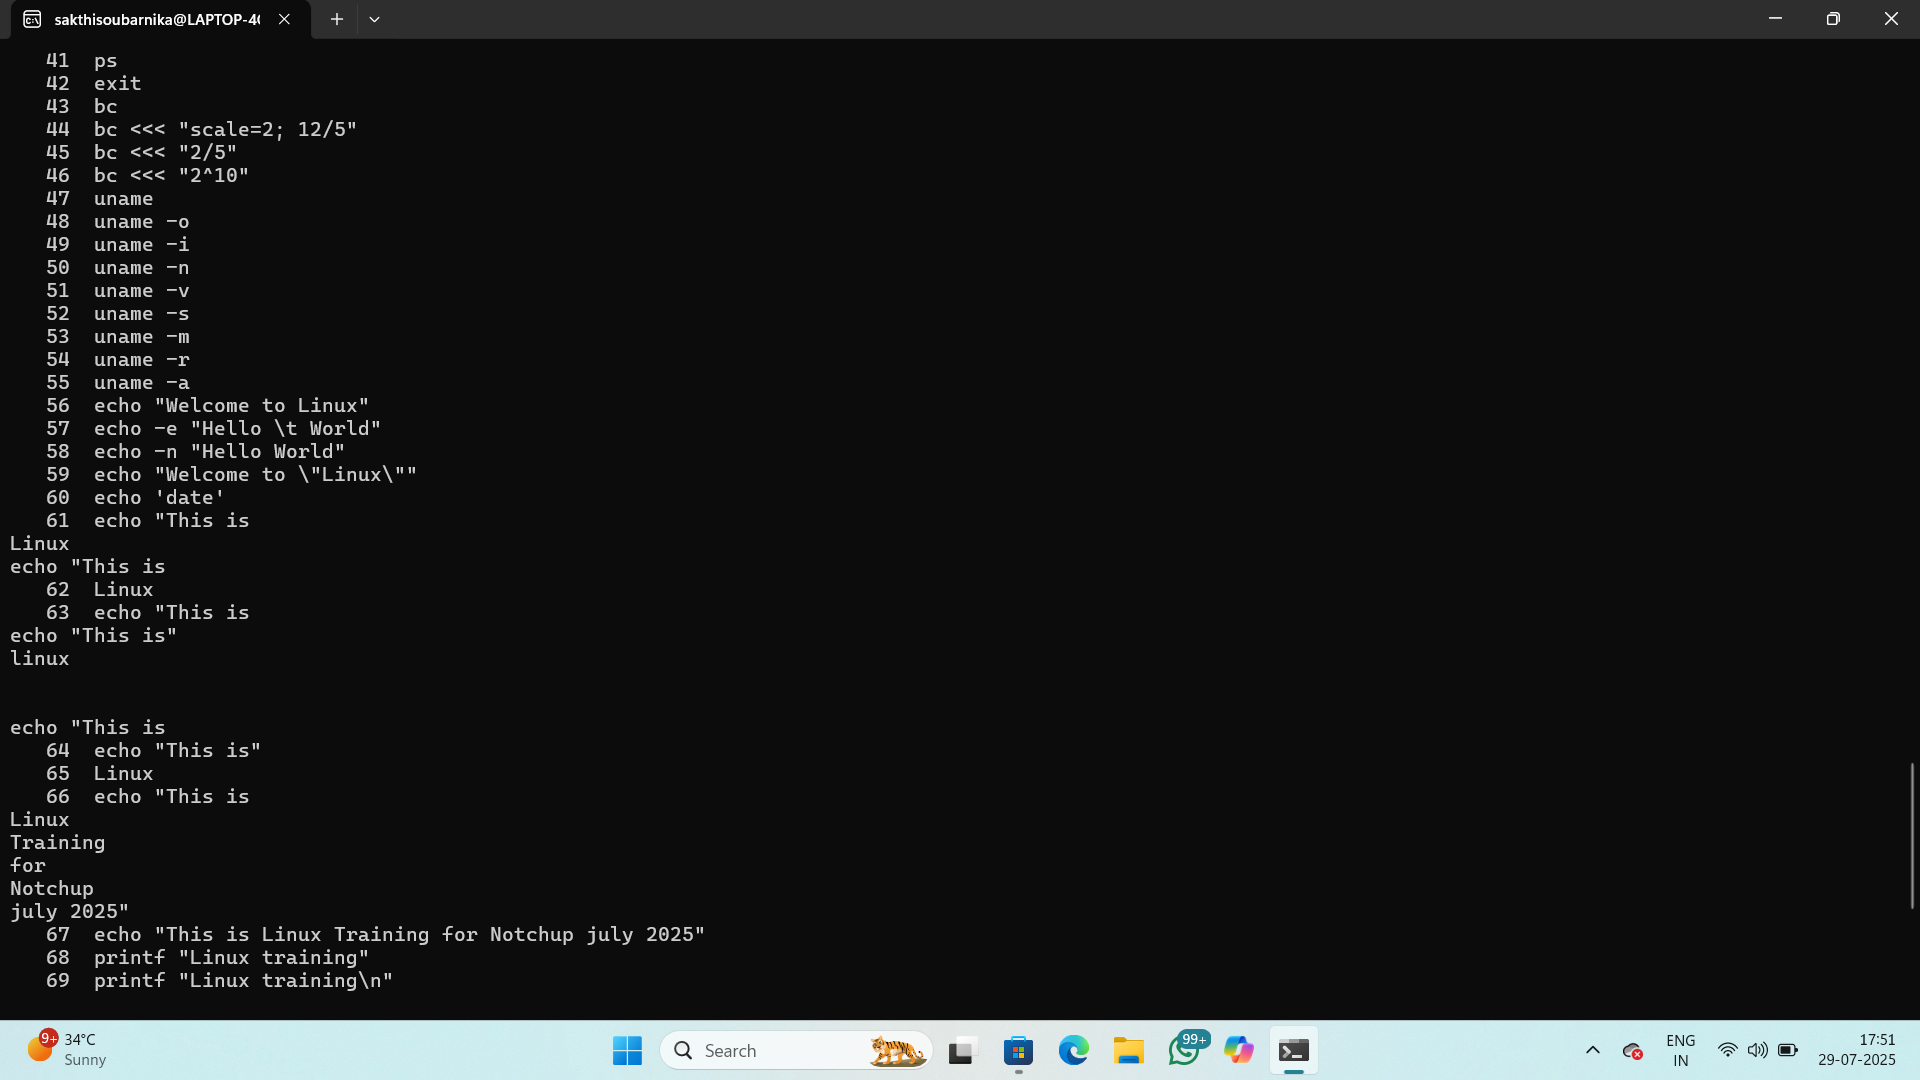 sakthisoubarnika@LAPTOP-4
41 ps
42 exit
43 bc
44 bc <<< "scale=2; 12/5"
45 bc <<< "2/5"
46 bc <<< "2^10"
47 uname
48 uname -o
49 uname -i
50 uname -n
51 uname -v
52 uname -s
53 uname -m
54 uname -r
55 uname -a
56 echo "Welcome to Linux"
57 echo -e "Hello \t World"
58 echo -n "Hello World"
59 echo "Welcome to \"Linux\""
60 echo 'date'
61 echo "This is
Linux
echo "This is
62 Linux
63 echo "This is
echo "This is"
linux
echo "This is
64 echo "This is"
65 Linux
66 echo "This is
Linux
Training
for
Notchup
july 2025"
67 echo "This is Linux Training for Notchup july 2025"
68 printf "Linux training"
69 printf "Linux training\n"
9+ 34°C
Sunny
Search
99+
ENG
IN
17:51
29-07-2025